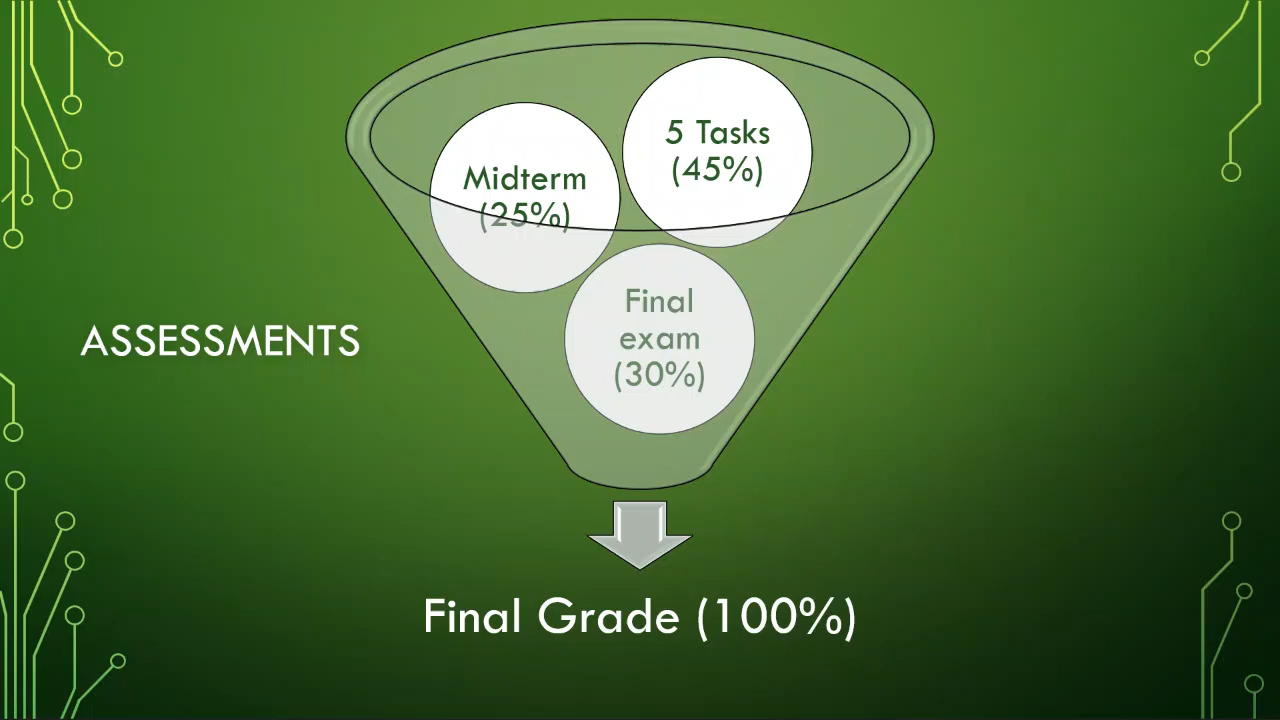 ASSESSMENTS
Midterm
(25%)
5 Tasks
(45%)
Final
exam
(30%)
Final Grade (100%)